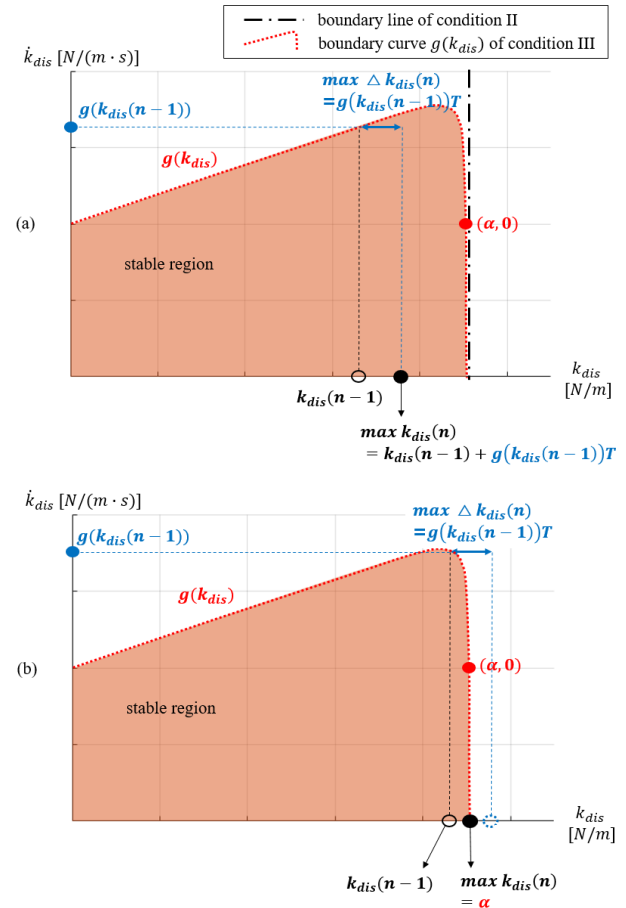 boundary line of condition II
boundary curve g(k_dis) of condition III
k̇_dis [N/(m · s)]
max △ k_dis(n)
=g(k_dis(n−1))T
g(k_dis(n−1))
g(k_dis)
(a)
(α, 0)
stable region
k_dis
[N/m]
k_dis(n−1)
max k_dis(n)
= k_dis(n−1) + g(k_dis(n−1))T
k̇_dis [N/(m · s)]
max △ k_dis(n)
=g(k_dis(n−1))T
g(k_dis(n−1))
g(k_dis)
(b)
(α, 0)
stable region
k_dis
[N/m]
k_dis(n−1)
max k_dis(n)
= α